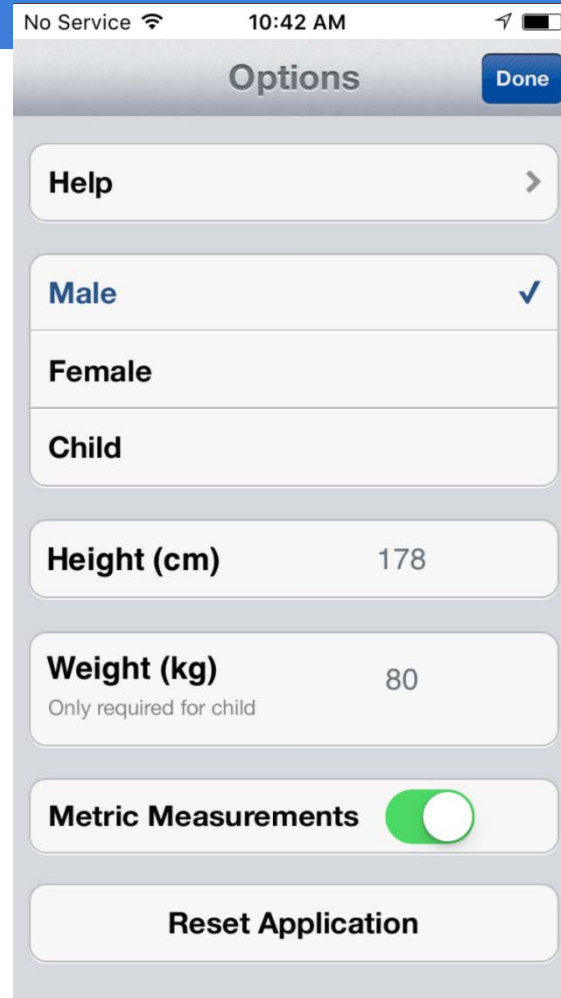 No Service 10:42 AM
Options Done
Help
Male
Female
Child
Height (cm) 178
Weight (kg) 80
Only required for child
Metric Measurements
Reset Application